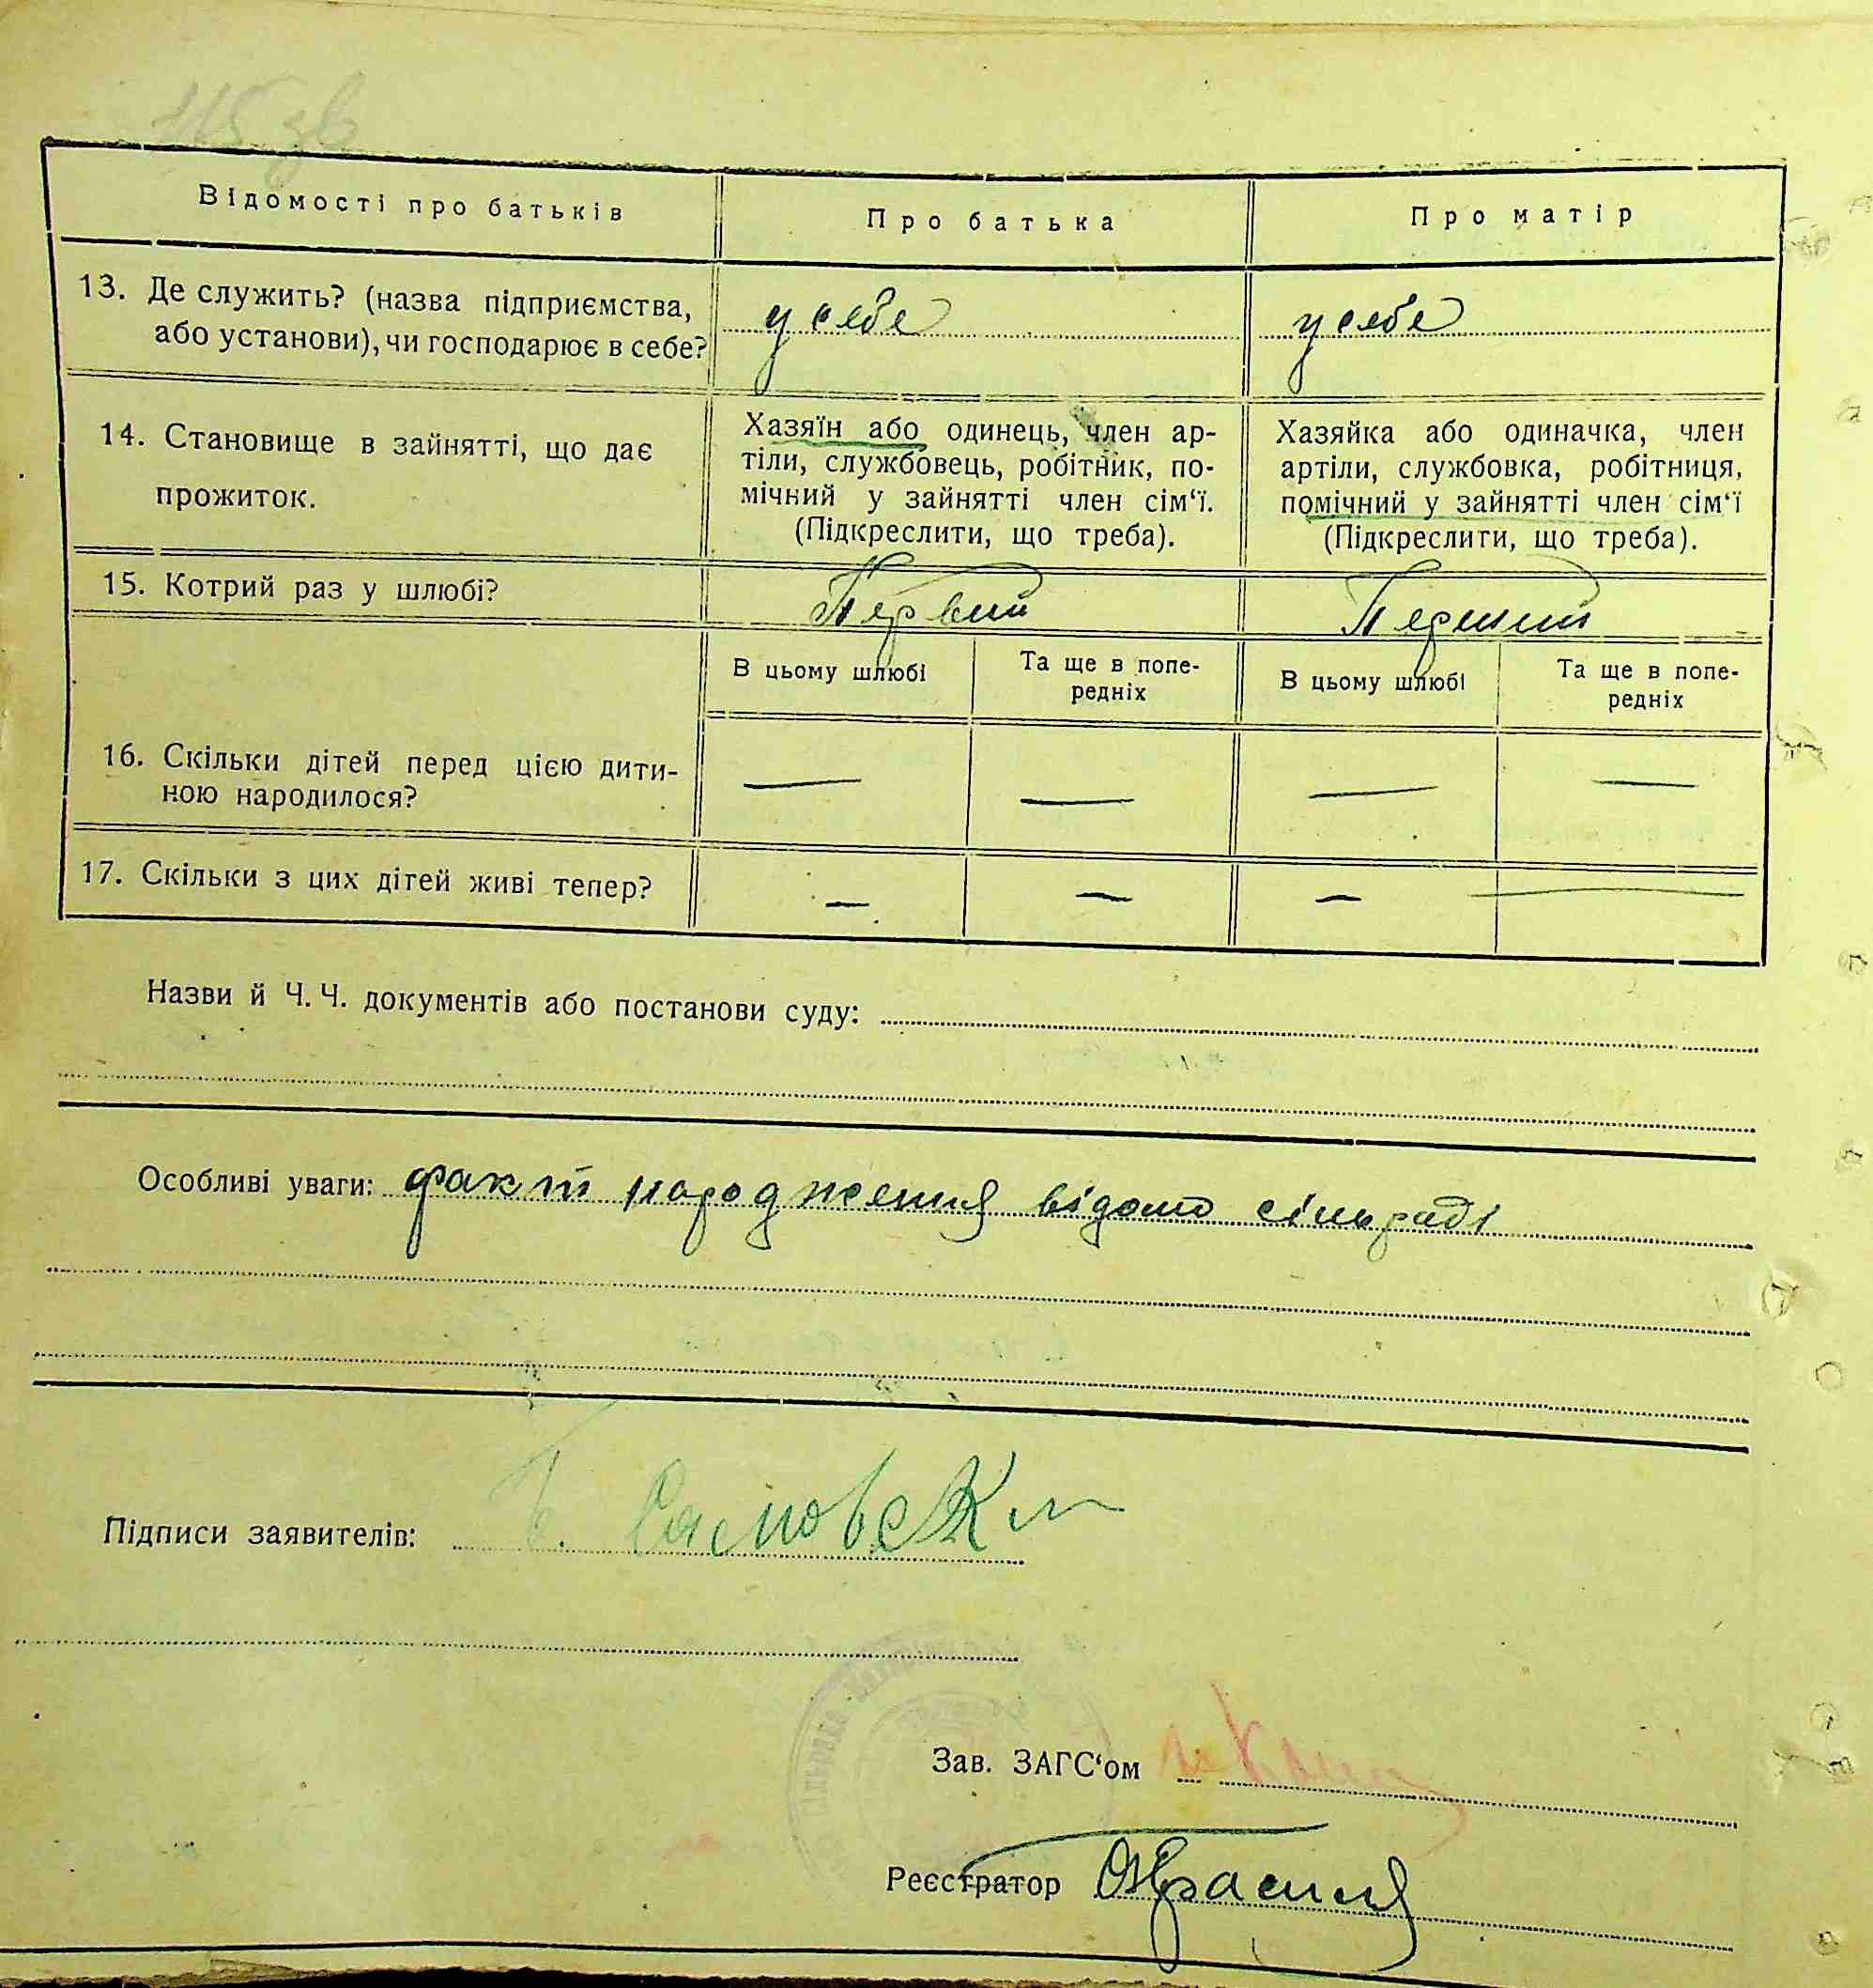 115 зв
Відомості про батьків
Про батька
Про матір
13. Де служить? (назва підприємства,
або установи), чи господарює в себе?
у себе
у себе
14. Становище в зайнятті, що дає
прожиток.
Хазяїн або одинець, член ар-
тіли, службовець, робітник, по-
мічний у зайнятті член сім‘ї.
(Підкреслити, що треба).
Хазяйка або одиначка, член
артіли, службовка, робітниця,
помічний у зайнятті член сім‘ї
(Підкреслити, що треба).
15. Котрий раз у шлюбі?
Первий
Перший
В цьому шлюбі
Та ще в попе-
редніх
В цьому шлюбі
Та ще в попе-
редніх
16. Скільки дітей перед цією дити-
ною народилося?
— — — —
17. Скільки з цих дітей живі тепер?
— — — —
Назви й Ч. Ч. документів або постанови суду:
Особливі уваги: факт народження відомо сільраді
Підписи заявителів:
Зав. ЗАГС‘ом
Реєстратор